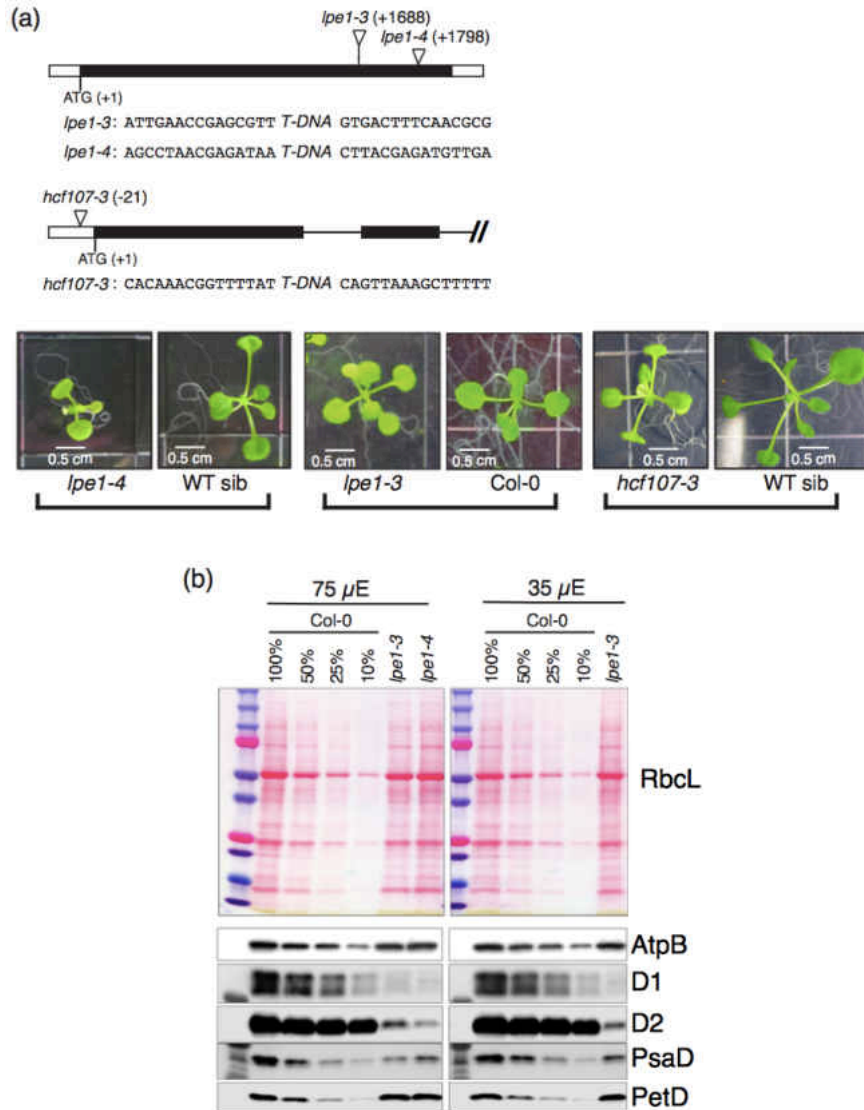 (a)
lpe1-3 (+1688)
lpe1-4 (+1798)
ATG (+1)
lpe1-3: ATTGAACCGAGCGTT T-DNA GTGACTTTCAACGCG
lpe1-4: AGCCTAACGAGATAA T-DNA CTTACGAGATGTTGA
hcf107-3 (-21)
ATG (+1)
hcf107-3: CACAAACGGTTTTAT T-DNA CAGTTAAAGCTTTTT
0.5 cm 0.5 cm 0.5 cm 0.5 cm 0.5 cm 0.5 cm
lpe1-4 WT sib lpe1-3 Col-0 hcf107-3 WT sib
(b)
75 µE 35 µE
Col-0 Col-0
100% 50% 25% 10% lpe1-3 lpe1-4 100% 50% 25% 10% lpe1-3
RbcL
AtpB
D1
D2
PsaD
PetD